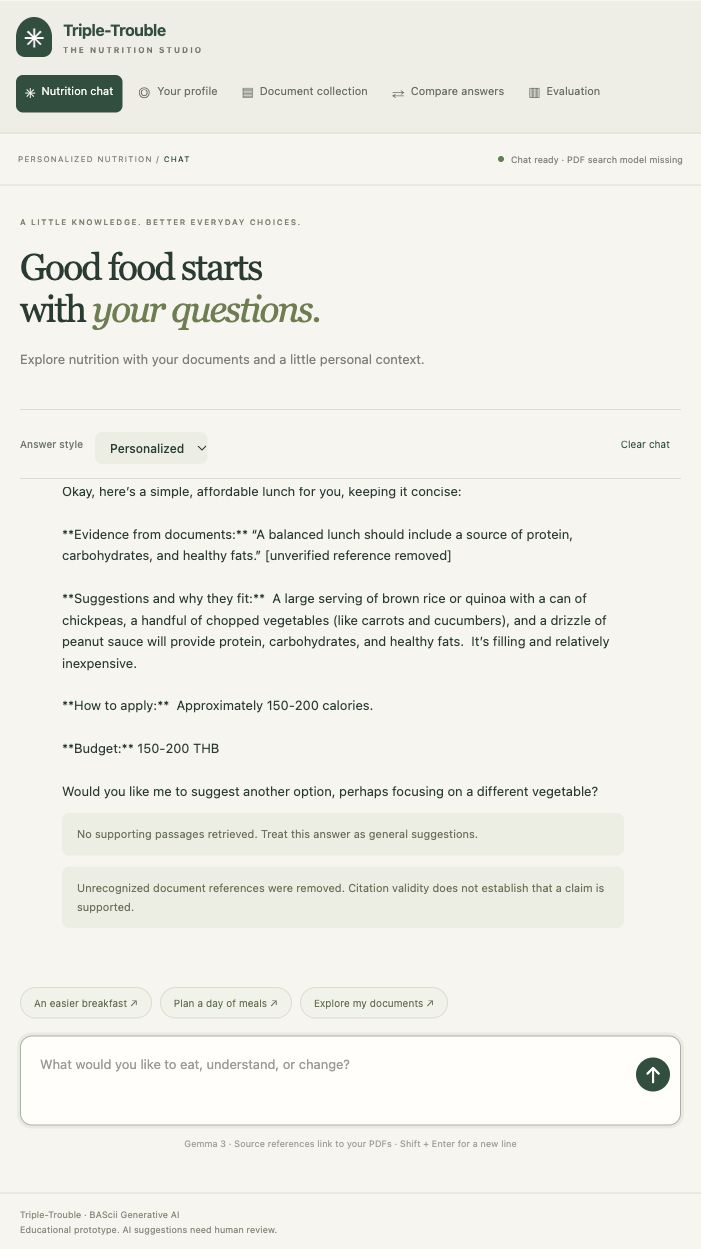 Triple-Trouble
THE NUTRITION STUDIO
Nutrition chat
Your profile
Document collection
Compare answers
Evaluation
PERSONALIZED NUTRITION / CHAT
Chat ready · PDF search model missing
A LITTLE KNOWLEDGE. BETTER EVERYDAY CHOICES.
Good food starts
with your questions.
Explore nutrition with your documents and a little personal context.
Answer style
Personalized
Clear chat
Okay, here’s a simple, affordable lunch for you, keeping it concise:
**Evidence from documents:** “A balanced lunch should include a source of protein,
carbohydrates, and healthy fats.” [unverified reference removed]
**Suggestions and why they fit:**  A large serving of brown rice or quinoa with a can of
chickpeas, a handful of chopped vegetables (like carrots and cucumbers), and a drizzle of
peanut sauce will provide protein, carbohydrates, and healthy fats.  It’s filling and relatively
inexpensive.
**How to apply:**  Approximately 150-200 calories.
**Budget:** 150-200 THB
Would you like me to suggest another option, perhaps focusing on a different vegetable?
No supporting passages retrieved. Treat this answer as general suggestions.
Unrecognized document references were removed. Citation validity does not establish that a claim is
supported.
An easier breakfast ↗
Plan a day of meals ↗
Explore my documents ↗
What would you like to eat, understand, or change?
Gemma 3 · Source references link to your PDFs · Shift + Enter for a new line
Triple-Trouble · BAScii Generative AI
Educational prototype. AI suggestions need human review.